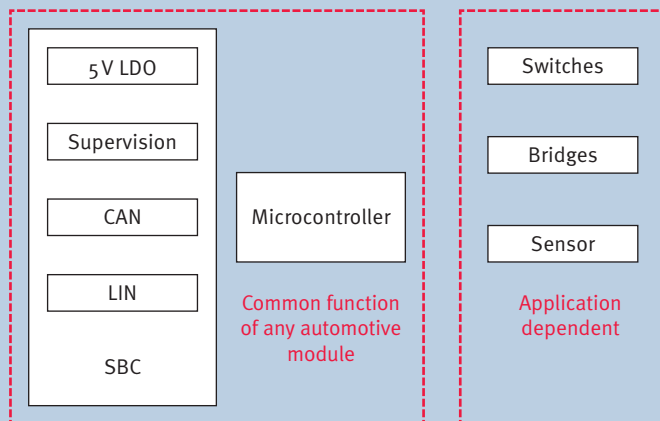 5 V LDO
Supervision
CAN
LIN
SBC
Microcontroller
Common function
of any automotive
module
Switches
Bridges
Sensor
Application
dependent